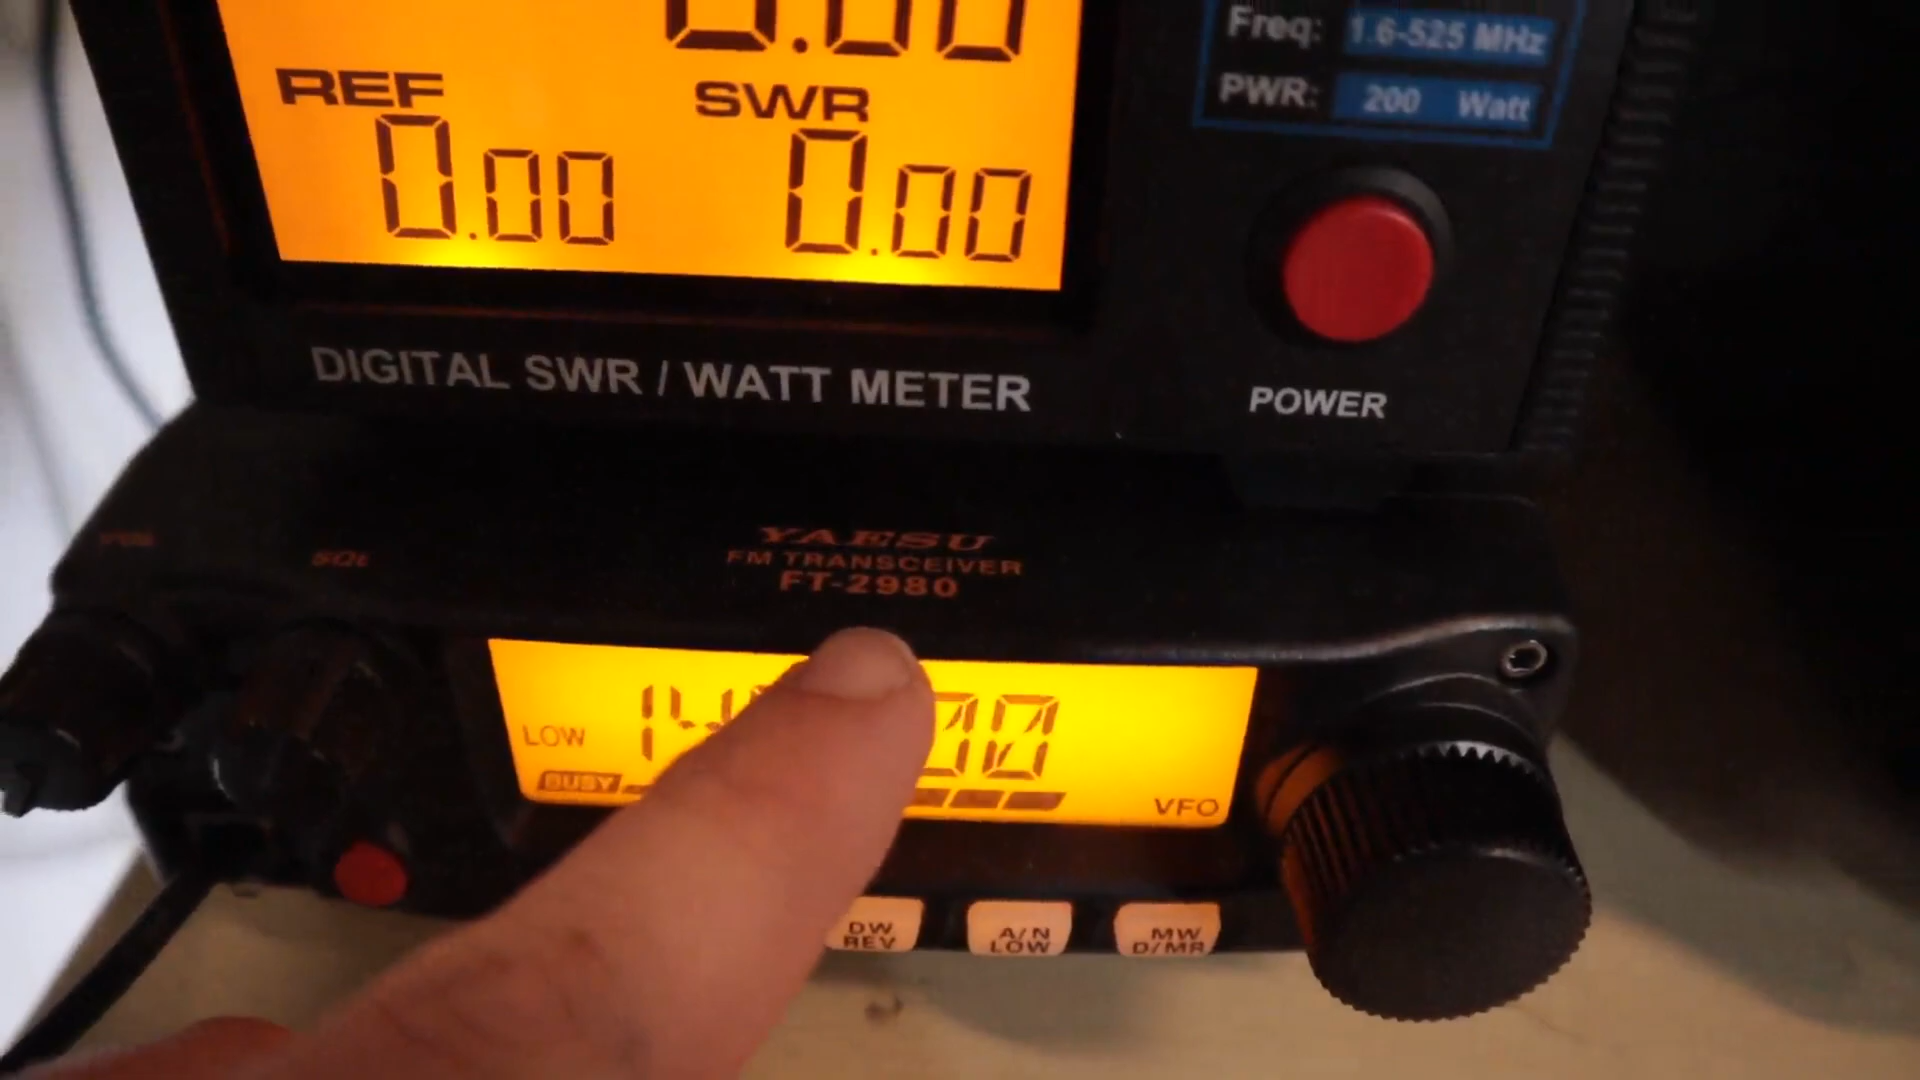 Freq: 1.6-525 MHz
PWR: 200 Watt
REF SWR
0.00 0.00
DIGITAL SWR / WATT METER
POWER
SQL
YAESU
FM TRANSCEIVER
FT-2980
LOW
BUSY
VFO
DW
REV
A/N
LOW
MW
D/MR